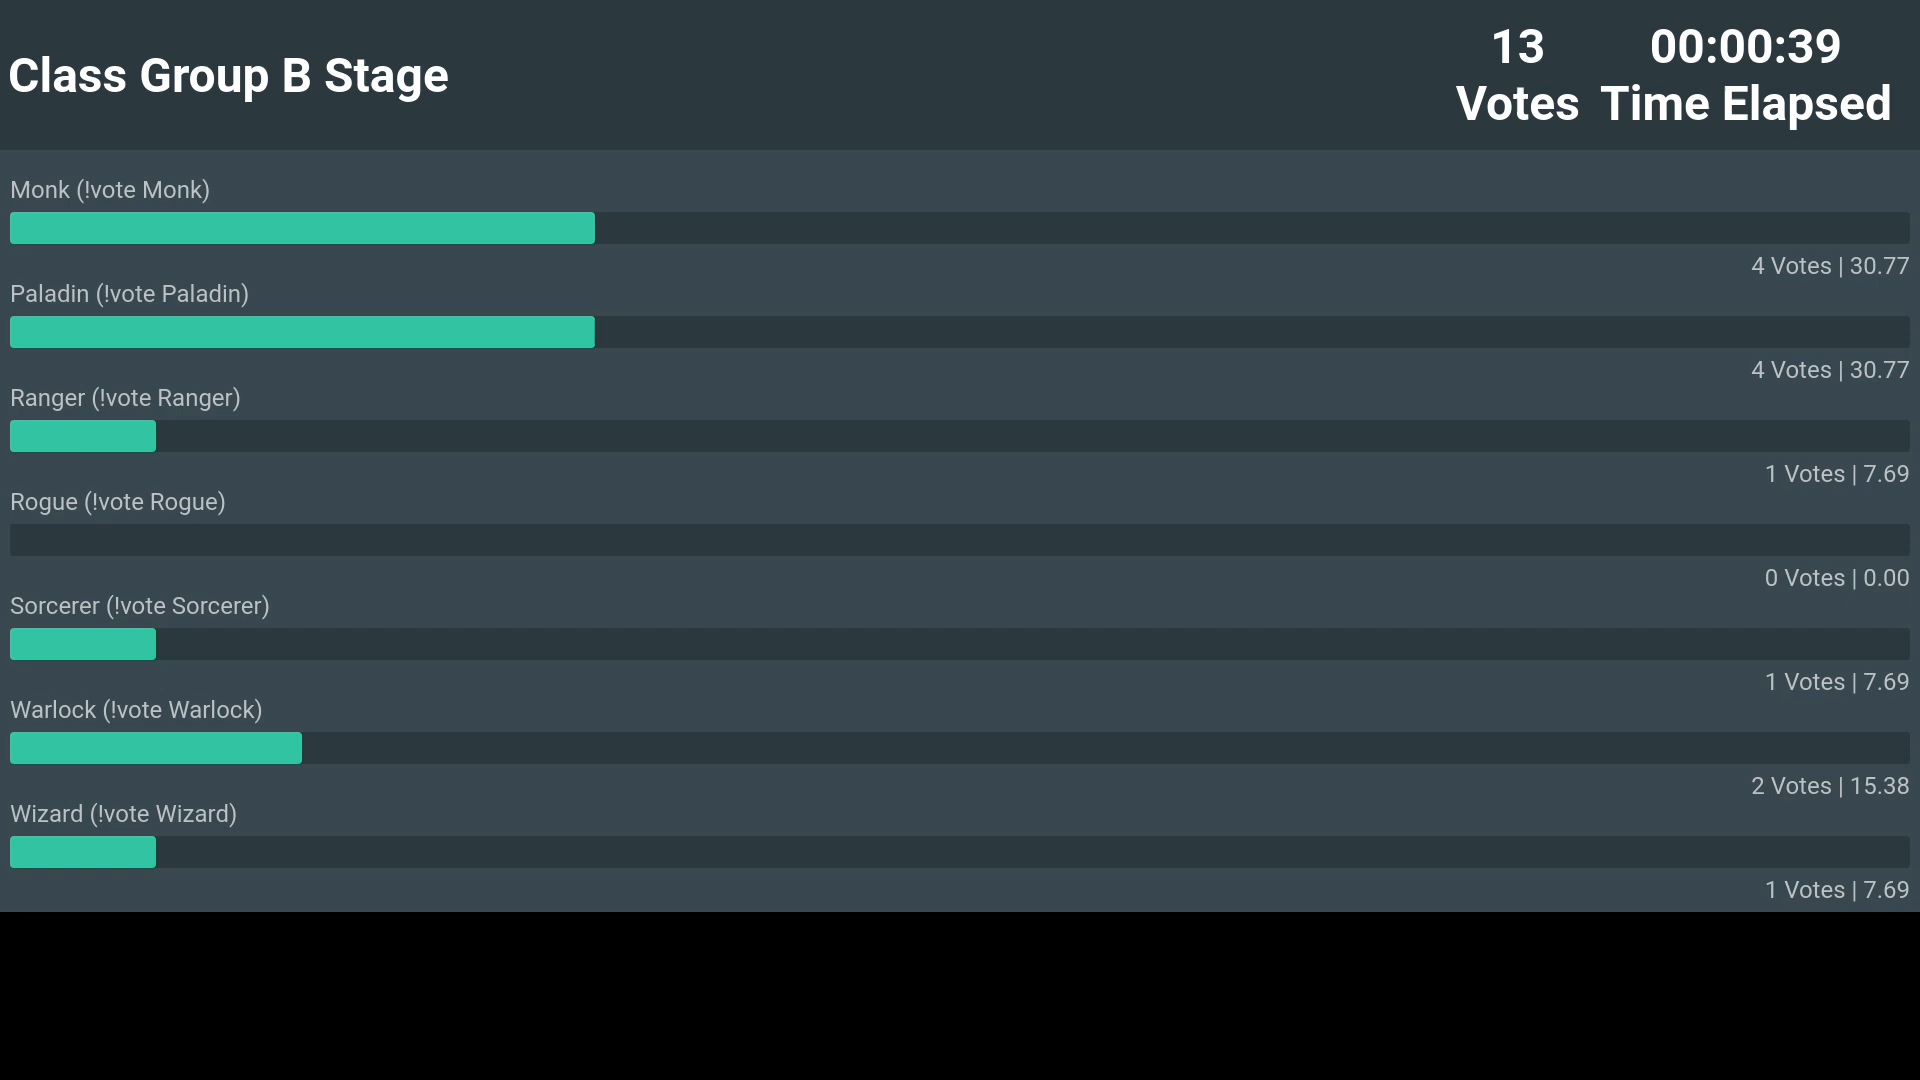 Class Group B Stage
13
Votes
00:00:39
Time Elapsed
Monk (!vote Monk)
4 Votes | 30.77
Paladin (!vote Paladin)
4 Votes | 30.77
Ranger (!vote Ranger)
1 Votes | 7.69
Rogue (!vote Rogue)
0 Votes | 0.00
Sorcerer (!vote Sorcerer)
1 Votes | 7.69
Warlock (!vote Warlock)
2 Votes | 15.38
Wizard (!vote Wizard)
1 Votes | 7.69